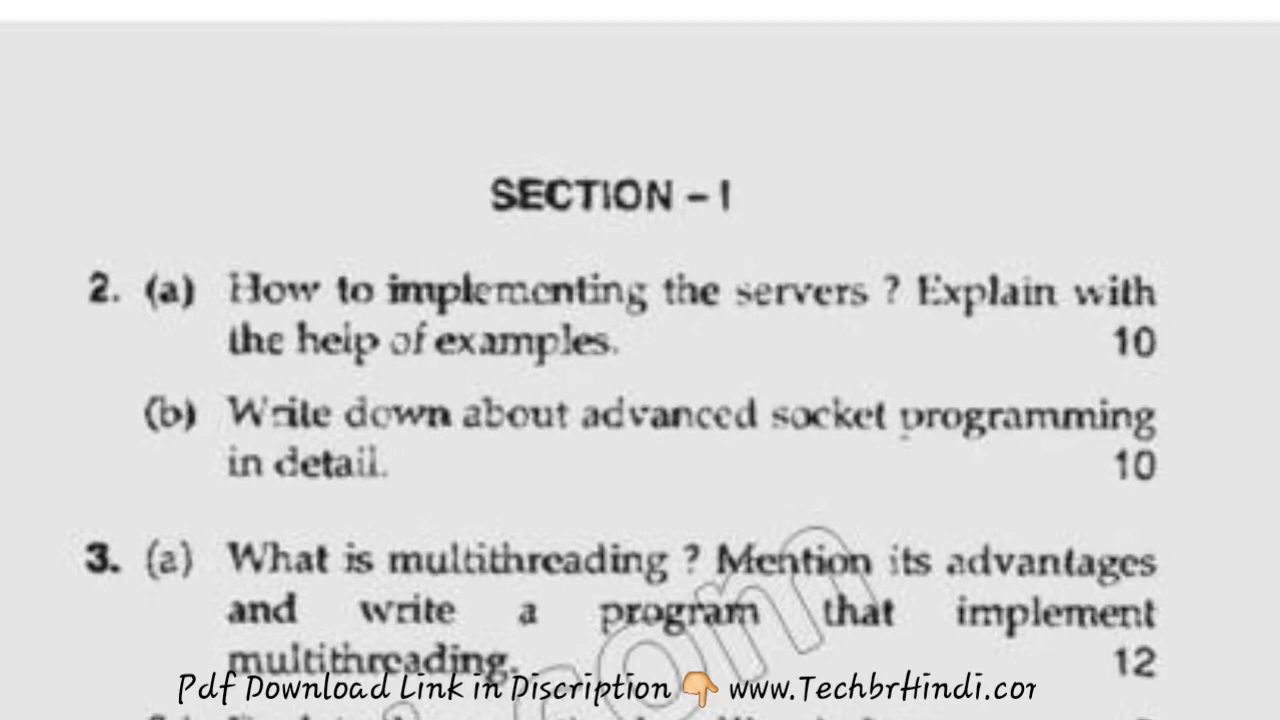 SECTION – I
2. (a) How to implementing the servers ? Explain with
the help of examples. 10
(b) Write down about advanced socket programming
in detail. 10
3. (a) What is multithreading ? Mention its advantages
and write a program that implement
multithreading. 12
Pdf Download Link in Discription 👇 www.TechbrHindi.cor